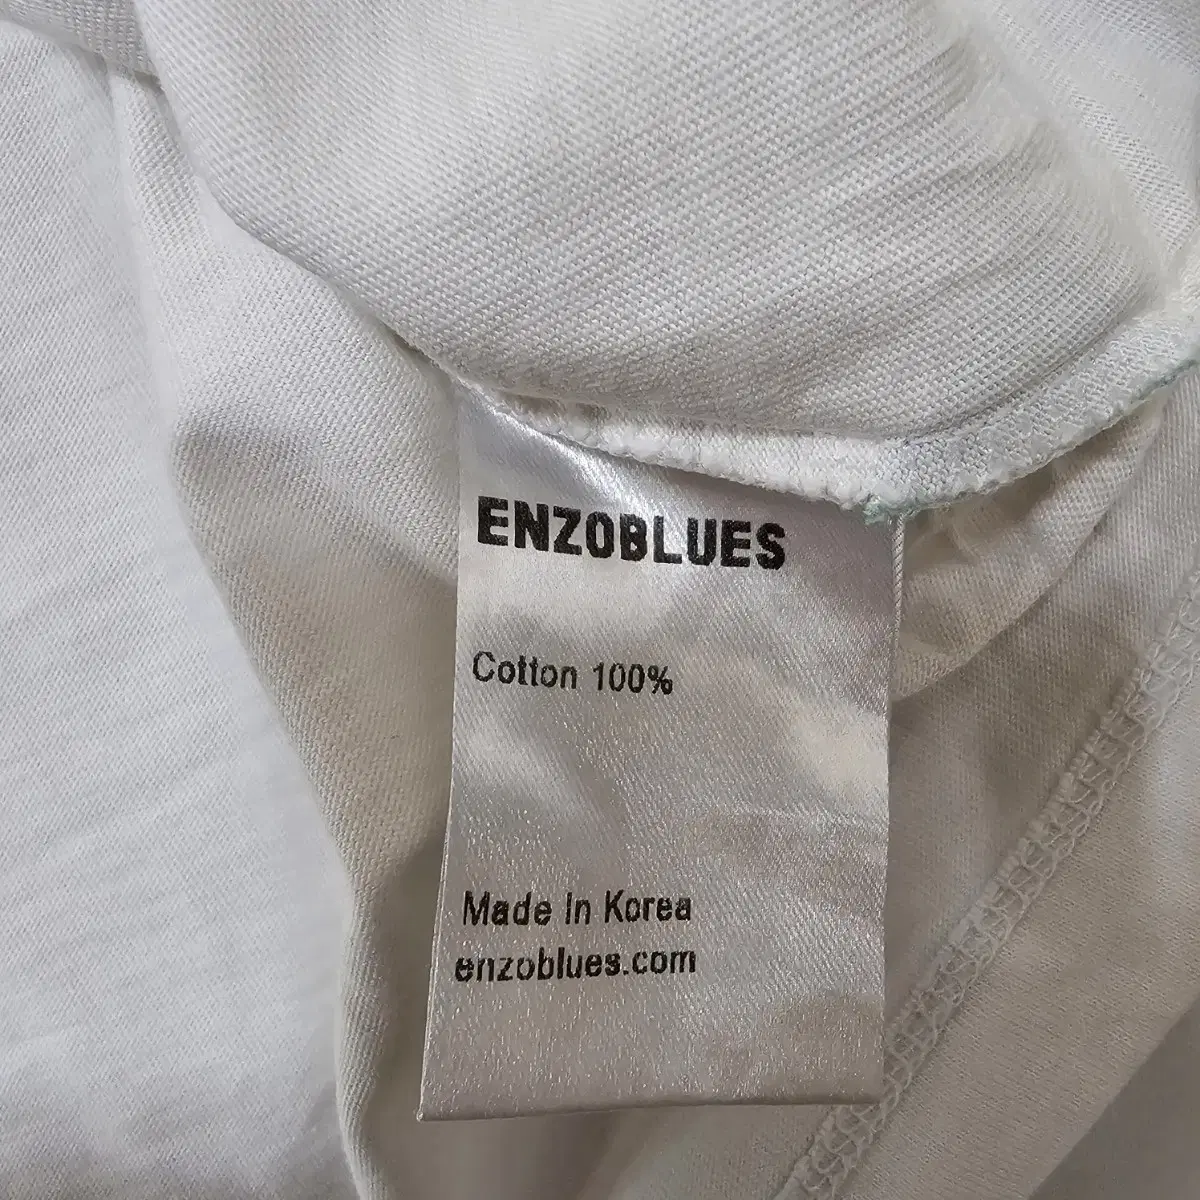 ENZOBLUES
Cotton 100%
Made In Korea
enzoblues.com